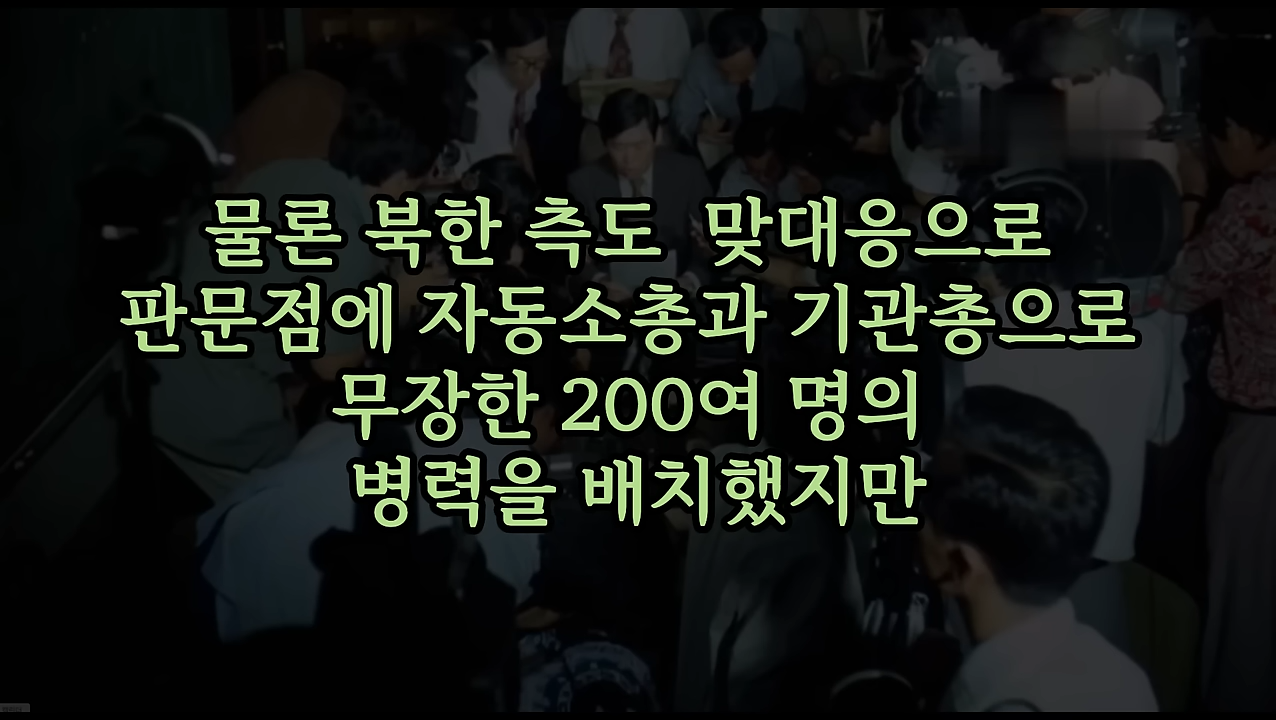 물론 북한 측도 맞대응으로
판문점에 자동소총과 기관총으로
무장한 200여 명의
병력을 배치했지만